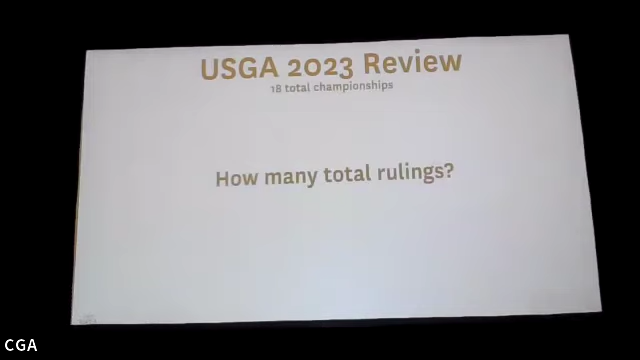 USGA 2023 Review
18 total championships
How many total rulings?
CGA